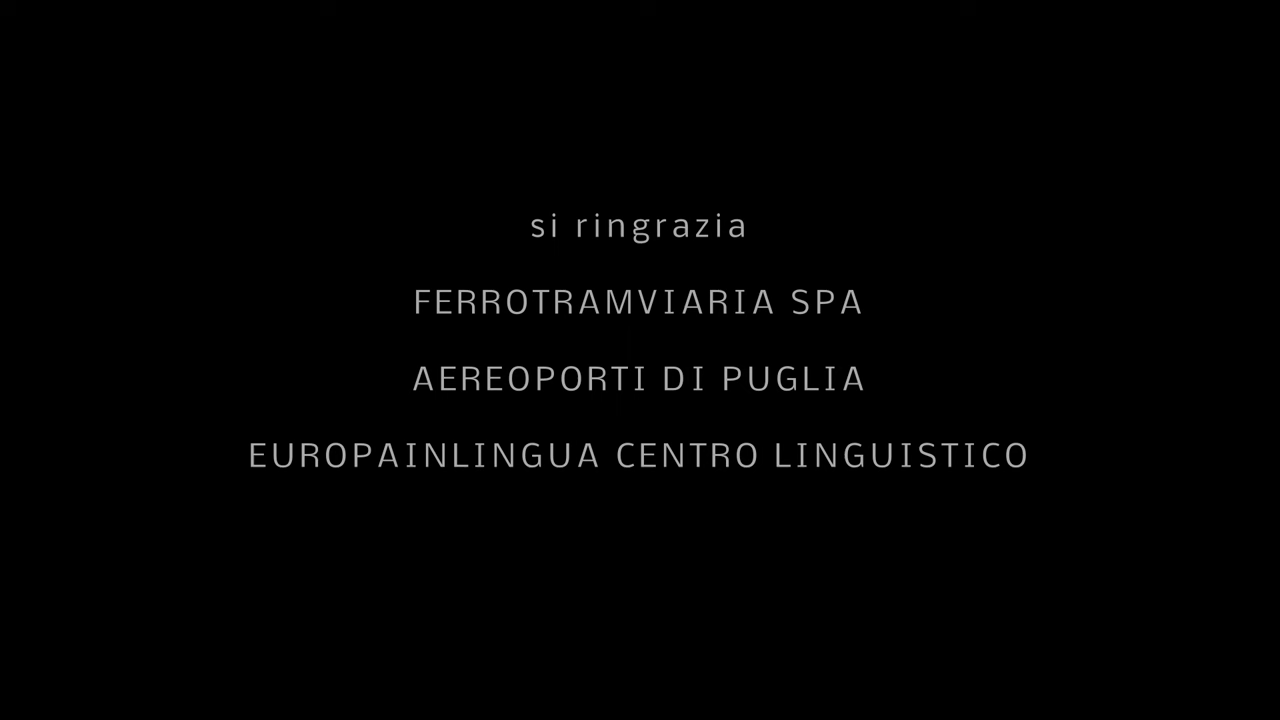 si ringrazia
FERROTRAMVIARIA SPA
AEREOPORTI DI PUGLIA
EUROPAINLINGUA CENTRO LINGUISTICO